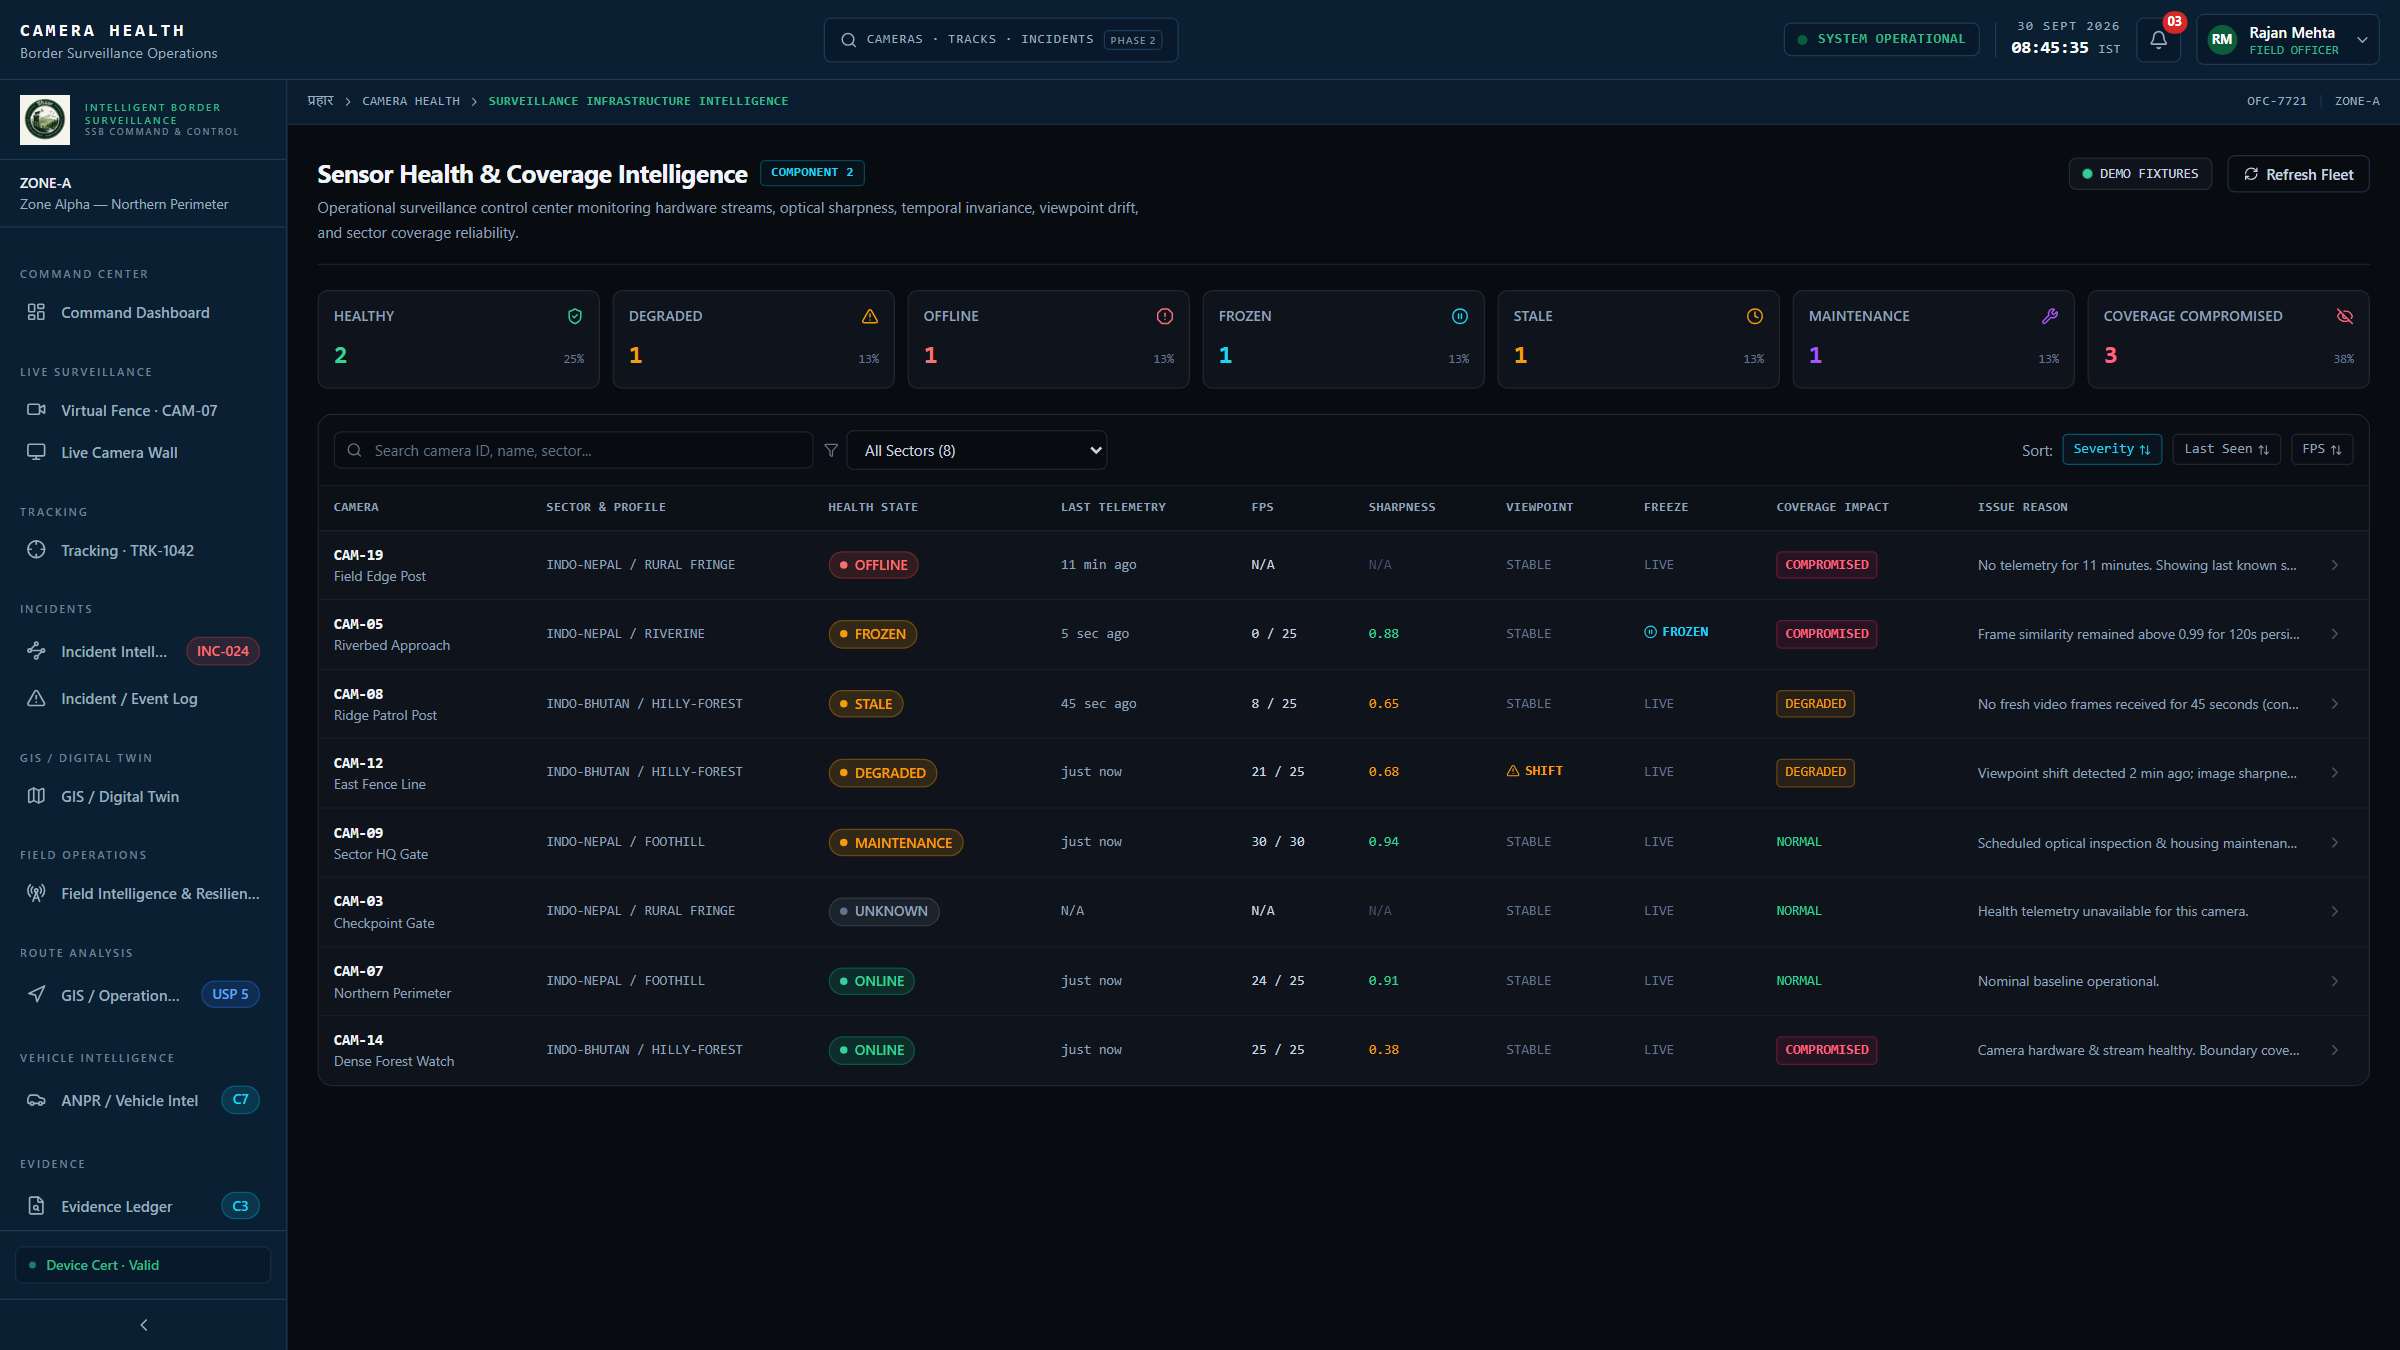 CAMERA HEALTH
Border Surveillance Operations
CAMERAS · TRACKS · INCIDENTS PHASE 2
SYSTEM OPERATIONAL
30 SEPT 2026
08:45:35 IST
03
RM
Rajan Mehta
FIELD OFFICER
INTELLIGENT BORDER
SURVEILLANCE
SSB COMMAND & CONTROL
ZONE-A
Zone Alpha — Northern Perimeter
COMMAND CENTER
Command Dashboard
LIVE SURVEILLANCE
Virtual Fence · CAM-07
Live Camera Wall
TRACKING
Tracking · TRK-1042
INCIDENTS
Incident Intell... INC-024
Incident / Event Log
GIS / DIGITAL TWIN
GIS / Digital Twin
FIELD OPERATIONS
Field Intelligence & Resilien...
ROUTE ANALYSIS
GIS / Operation... USP 5
VEHICLE INTELLIGENCE
ANPR / Vehicle Intel C7
EVIDENCE
Evidence Ledger C3
Device Cert · Valid
प्रहार > CAMERA HEALTH > SURVEILLANCE INFRASTRUCTURE INTELLIGENCE
OFC-7721 ZONE-A
Sensor Health & Coverage Intelligence COMPONENT 2
DEMO FIXTURES Refresh Fleet
Operational surveillance control center monitoring hardware streams, optical sharpness, temporal invariance, viewpoint drift,
and sector coverage reliability.
HEALTHY
2 25%
DEGRADED
1 13%
OFFLINE
1 13%
FROZEN
1 13%
STALE
1 13%
MAINTENANCE
1 13%
COVERAGE COMPROMISED
3 38%
Search camera ID, name, sector...
All Sectors (8)
Sort: Severity Last Seen FPS
CAMERA SECTOR & PROFILE HEALTH STATE LAST TELEMETRY FPS SHARPNESS VIEWPOINT FREEZE COVERAGE IMPACT ISSUE REASON
CAM-19
Field Edge Post
INDO-NEPAL / RURAL FRINGE OFFLINE 11 min ago N/A N/A STABLE LIVE COMPROMISED No telemetry for 11 minutes. Showing last known s...
CAM-05
Riverbed Approach
INDO-NEPAL / RIVERINE FROZEN 5 sec ago 0 / 25 0.88 STABLE FROZEN COMPROMISED Frame similarity remained above 0.99 for 120s persi...
CAM-08
Ridge Patrol Post
INDO-BHUTAN / HILLY-FOREST STALE 45 sec ago 8 / 25 0.65 STABLE LIVE DEGRADED No fresh video frames received for 45 seconds (con...
CAM-12
East Fence Line
INDO-BHUTAN / HILLY-FOREST DEGRADED just now 21 / 25 0.68 SHIFT LIVE DEGRADED Viewpoint shift detected 2 min ago; image sharpne...
CAM-09
Sector HQ Gate
INDO-NEPAL / FOOTHILL MAINTENANCE just now 30 / 30 0.94 STABLE LIVE NORMAL Scheduled optical inspection & housing maintenan...
CAM-03
Checkpoint Gate
INDO-NEPAL / RURAL FRINGE UNKNOWN N/A N/A N/A STABLE LIVE NORMAL Health telemetry unavailable for this camera.
CAM-07
Northern Perimeter
INDO-NEPAL / FOOTHILL ONLINE just now 24 / 25 0.91 STABLE LIVE NORMAL Nominal baseline operational.
CAM-14
Dense Forest Watch
INDO-BHUTAN / HILLY-FOREST ONLINE just now 25 / 25 0.38 STABLE LIVE COMPROMISED Camera hardware & stream healthy. Boundary cove...